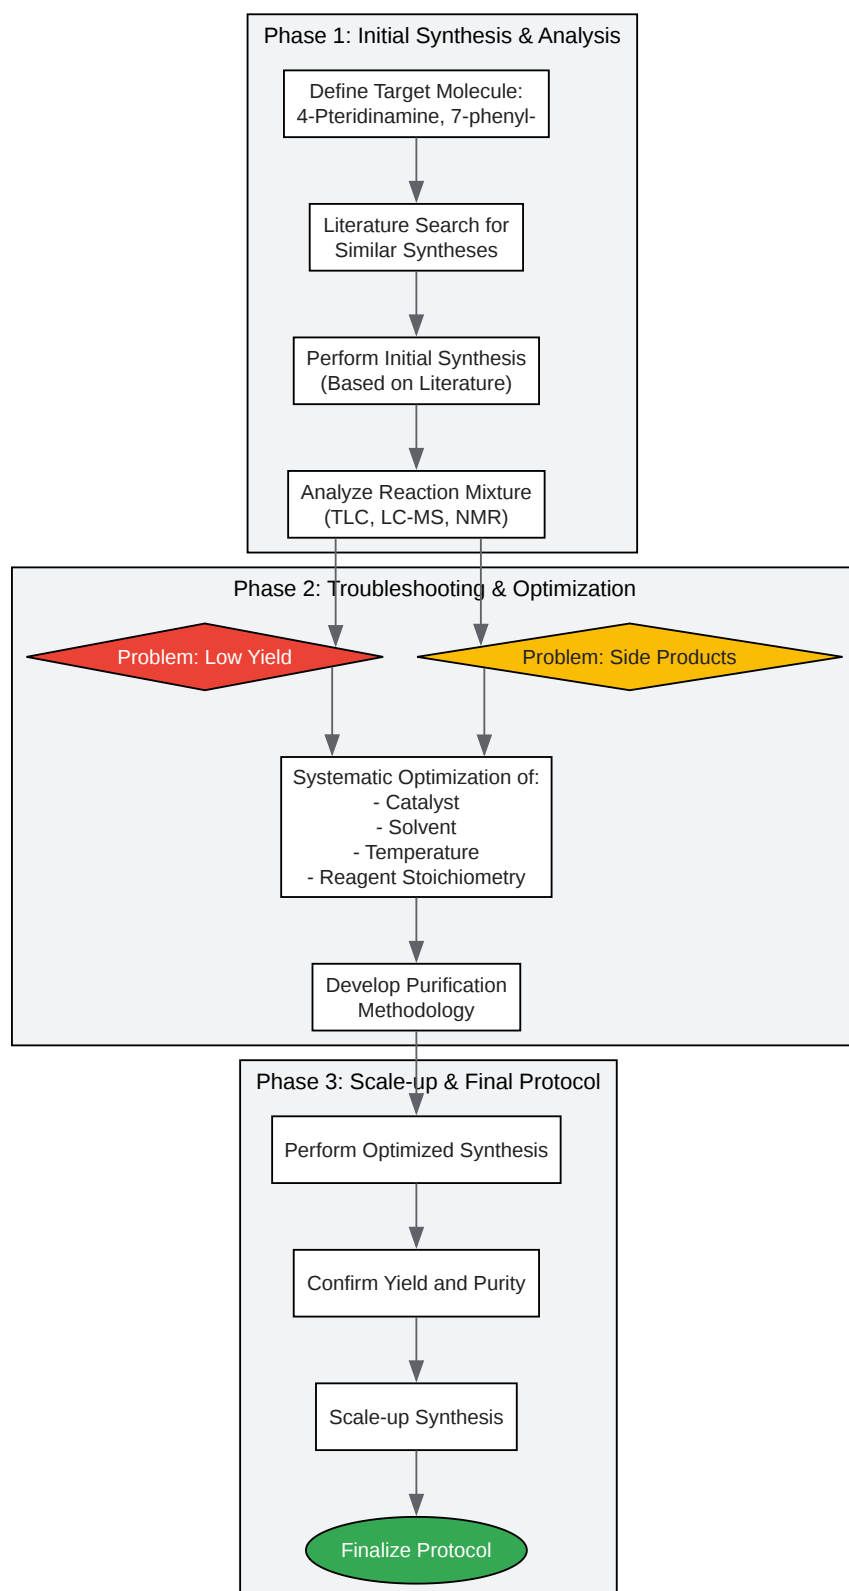 Phase 1: Initial Synthesis & Analysis
Define Target Molecule:
4-Pteridinamine, 7-phenyl-
Literature Search for
Similar Syntheses
Perform Initial Synthesis
(Based on Literature)
Analyze Reaction Mixture
(TLC, LC-MS, NMR)
Phase 2: Troubleshooting & Optimization
Problem: Low Yield
Problem: Side Products
Systematic Optimization of:
- Catalyst
- Solvent
- Temperature
- Reagent Stoichiometry
Develop Purification
Methodology
Phase 3: Scale-up & Final Protocol
Perform Optimized Synthesis
Confirm Yield and Purity
Scale-up Synthesis
Finalize Protocol